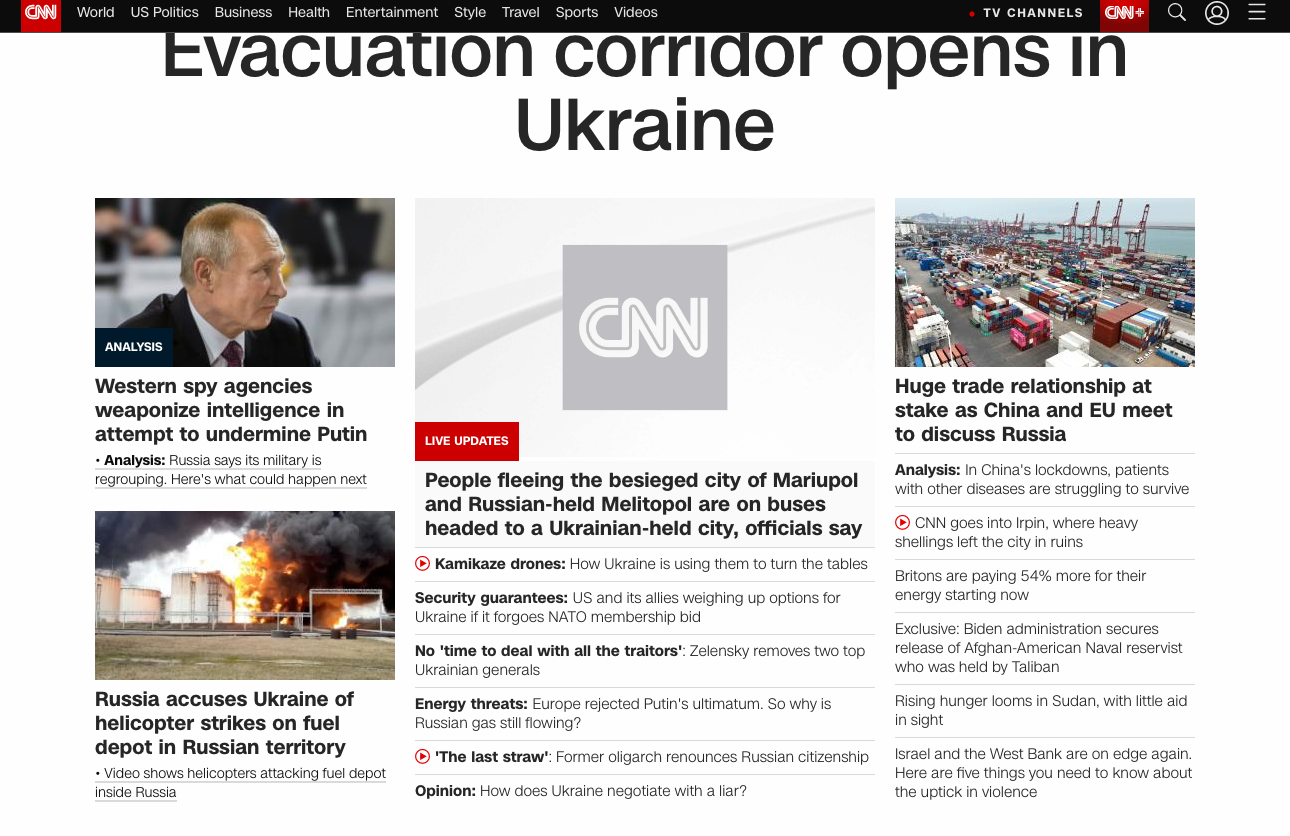 CNN World US Politics Business Health Entertainment Style Travel Sports Videos TV CHANNELS CNN+
Evacuation corridor opens in
Ukraine
ANALYSIS
Western spy agencies
weaponize intelligence in
attempt to undermine Putin
• Analysis: Russia says its military is
regrouping. Here's what could happen next
Russia accuses Ukraine of
helicopter strikes on fuel
depot in Russian territory
• Video shows helicopters attacking fuel depot
inside Russia
CNN
LIVE UPDATES
People fleeing the besieged city of Mariupol
and Russian-held Melitopol are on buses
headed to a Ukrainian-held city, officials say
Kamikaze drones: How Ukraine is using them to turn the tables
Security guarantees: US and its allies weighing up options for
Ukraine if it forgoes NATO membership bid
No 'time to deal with all the traitors': Zelensky removes two top
Ukrainian generals
Energy threats: Europe rejected Putin's ultimatum. So why is
Russian gas still flowing?
'The last straw': Former oligarch renounces Russian citizenship
Opinion: How does Ukraine negotiate with a liar?
Huge trade relationship at
stake as China and EU meet
to discuss Russia
Analysis: In China's lockdowns, patients
with other diseases are struggling to survive
CNN goes into Irpin, where heavy
shellings left the city in ruins
Britons are paying 54% more for their
energy starting now
Exclusive: Biden administration secures
release of Afghan-American Naval reservist
who was held by Taliban
Rising hunger looms in Sudan, with little aid
in sight
Israel and the West Bank are on edge again.
Here are five things you need to know about
the uptick in violence